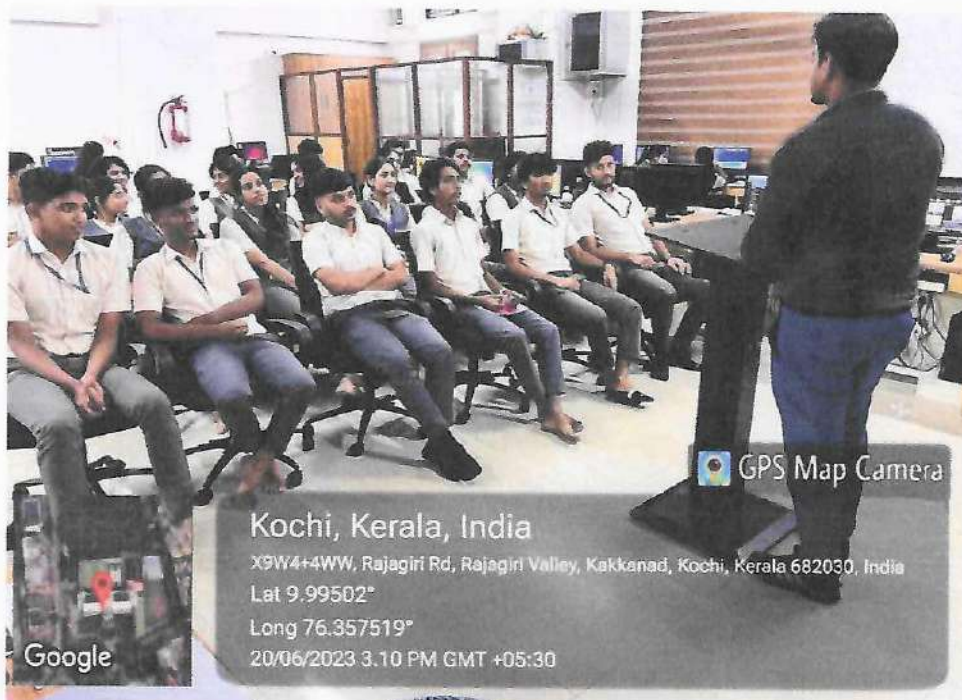 GPS Map Camera
Kochi, Kerala, India
X9W4+4WW, Rajagiri Rd, Rajagiri Valley, Kakkanad, Kochi, Kerala 682030, India
Lat 9.99502°
Long 76.357519°
20/06/2023 3.10 PM GMT +05:30
Google